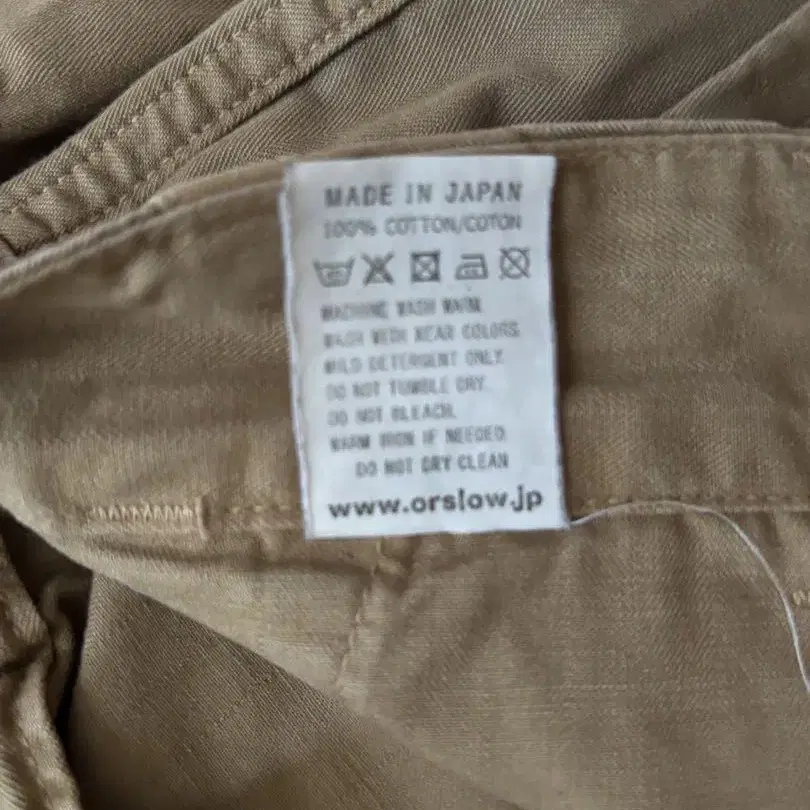 MADE IN JAPAN
100% COTTON/COTON
MACHINE WASH WARM
WASH WITH NEAR COLORS
MILD DETERGENT ONLY
DO NOT TUMBLE DRY.
DO NOT BLEACH.
WARM IRON IF NEEDED
DO NOT DRY CLEAN
www.orslow.jp